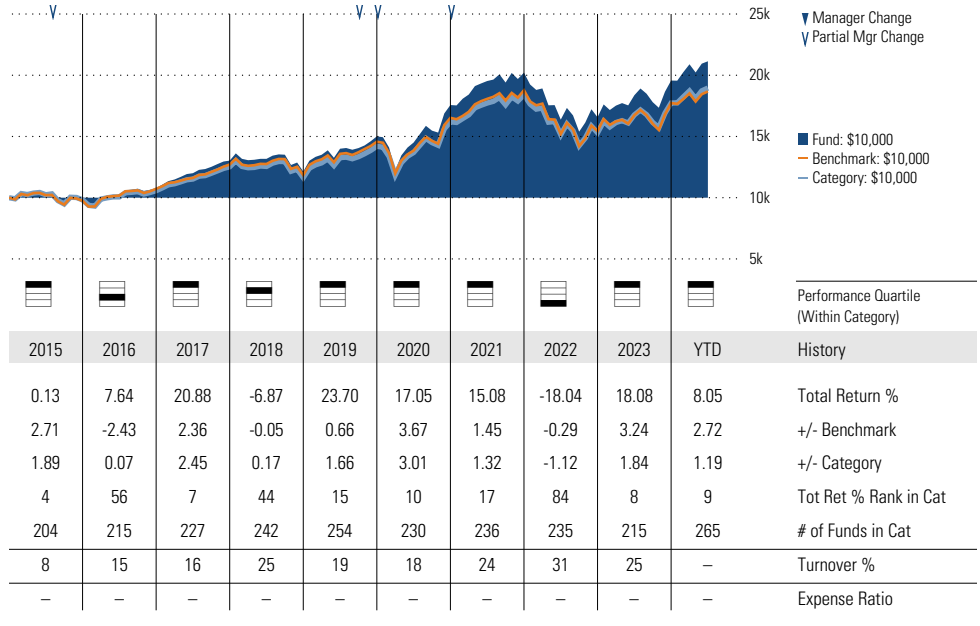 25k
▼ Manager Change
∨ Partial Mgr Change
20k
15k
Fund: $10,000
Benchmark: $10,000
Category: $10,000
10k
5k
Performance Quartile
(Within Category)
2015 2016 2017 2018 2019 2020 2021 2022 2023 YTD History
0.13 7.64 20.88 -6.87 23.70 17.05 15.08 -18.04 18.08 8.05 Total Return %
2.71 -2.43 2.36 -0.05 0.66 3.67 1.45 -0.29 3.24 2.72 +/- Benchmark
1.89 0.07 2.45 0.17 1.66 3.01 1.32 -1.12 1.84 1.19 +/- Category
4 56 7 44 15 10 17 84 8 9 Tot Ret % Rank in Cat
204 215 227 242 254 230 236 235 215 265 # of Funds in Cat
8 15 16 25 19 18 24 31 25 – Turnover %
– – – – – – – – – – Expense Ratio